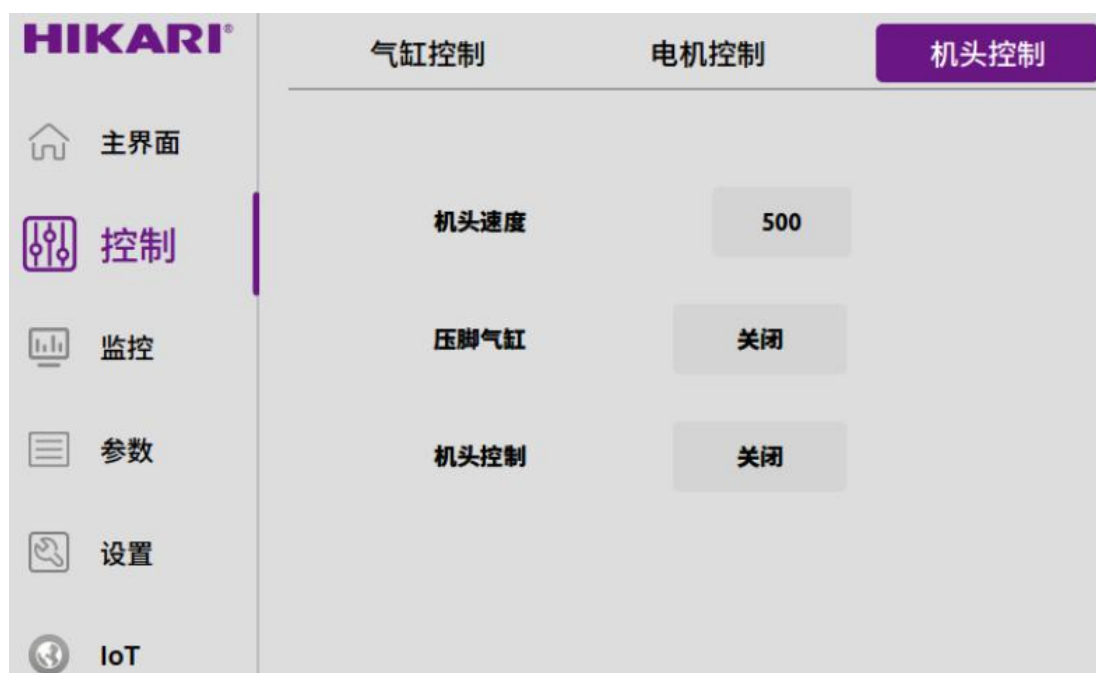 HIKARI®
气缸控制 电机控制 机头控制
主界面
控制
监控
参数
设置
IoT
机头速度 500
压脚气缸 关闭
机头控制 关闭